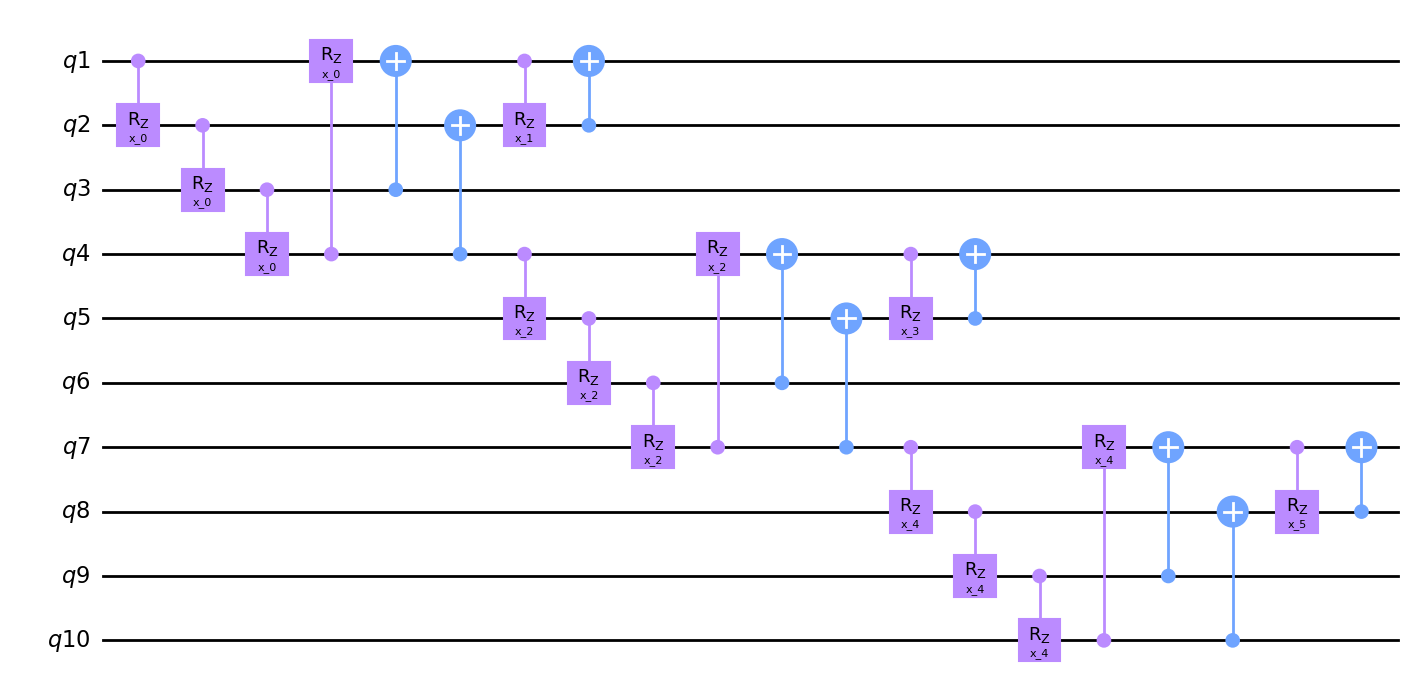 q1 R_Z x_0
q2 R_Z x_0 R_Z x_1
q3 R_Z x_0
q4 R_Z x_0 R_Z x_2
q5 R_Z x_2 R_Z x_3
q6 R_Z x_2
q7 R_Z x_2 R_Z x_4
q8 R_Z x_4 R_Z x_5
q9 R_Z x_4
q10 R_Z x_4